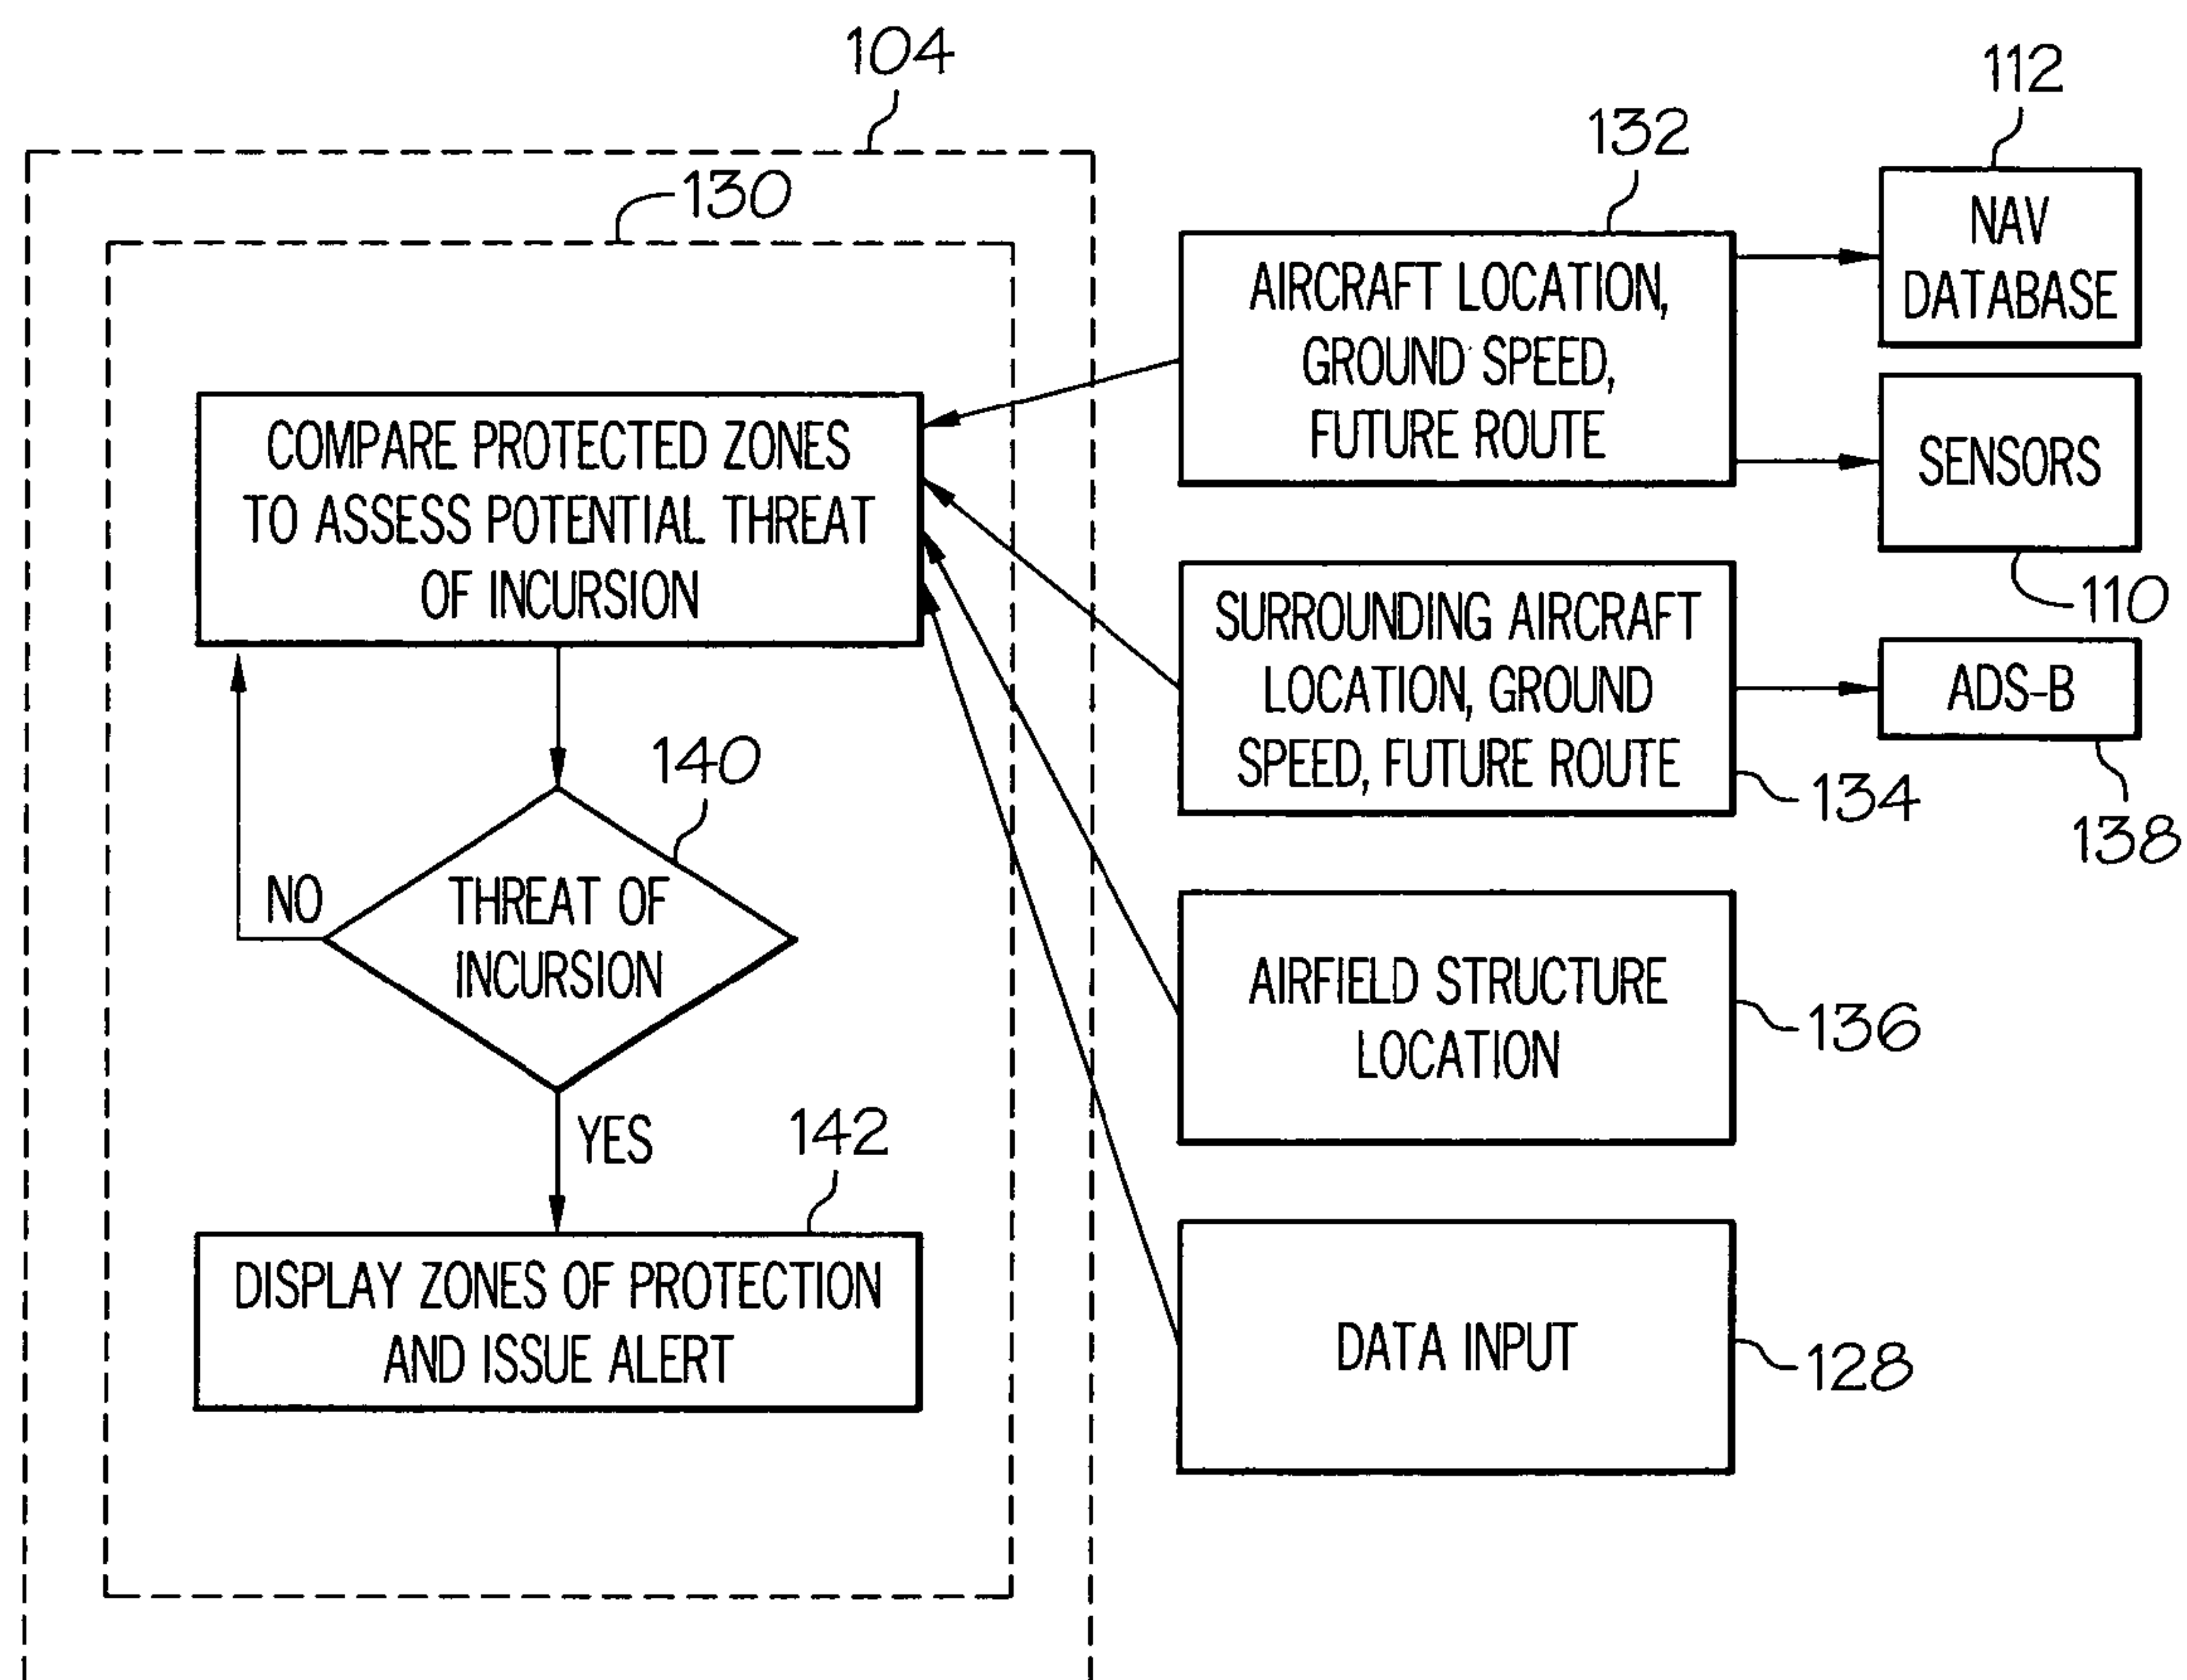 104
130
132
112
COMPARE PROTECTED ZONES
TO ASSESS POTENTIAL THREAT
OF INCURSION
140
THREAT OF
INCURSION
NO
YES
142
DISPLAY ZONES OF PROTECTION
AND ISSUE ALERT
AIRCRAFT LOCATION,
GROUND SPEED,
FUTURE ROUTE
NAV
DATABASE
SENSORS
110
SURROUNDING AIRCRAFT
LOCATION, GROUND
SPEED, FUTURE ROUTE
134
ADS-B
138
AIRFIELD STRUCTURE
LOCATION
136
DATA INPUT
128